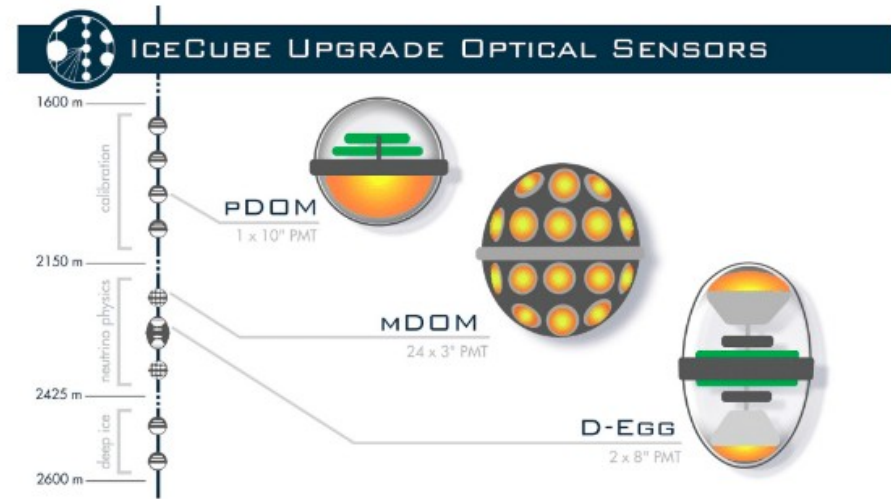 IceCube Upgrade Optical Sensors
1600 m
calibration
pDOM
1 x 10" PMT
2150 m
neutrino physics
mDOM
24 x 3" PMT
2425 m
D-Egg
2 x 8" PMT
deep ice
2600 m